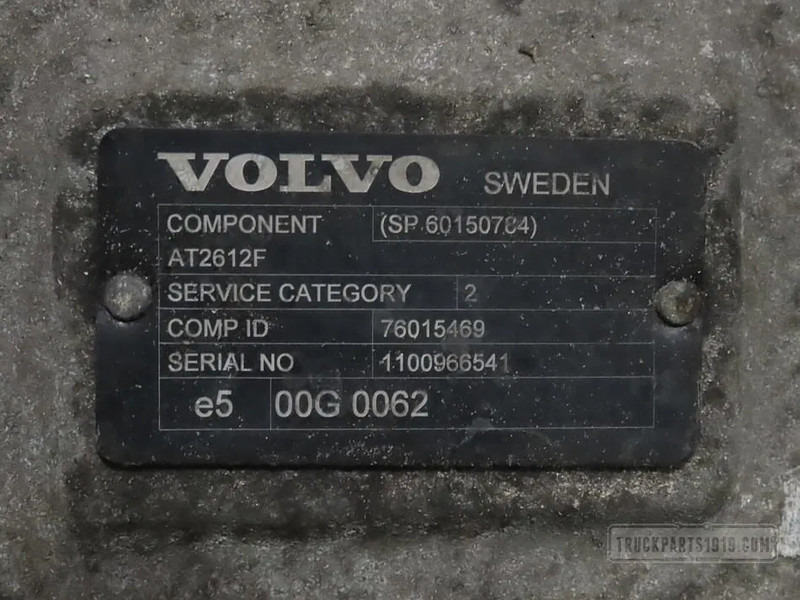 VOLVO SWEDEN
COMPONENT (SP 60150784)
AT2612F
SERVICE CATEGORY 2
COMP ID 76015469
SERIAL NO 1100966541
e5 00G 0062
TRUCKPARTS1919.COM